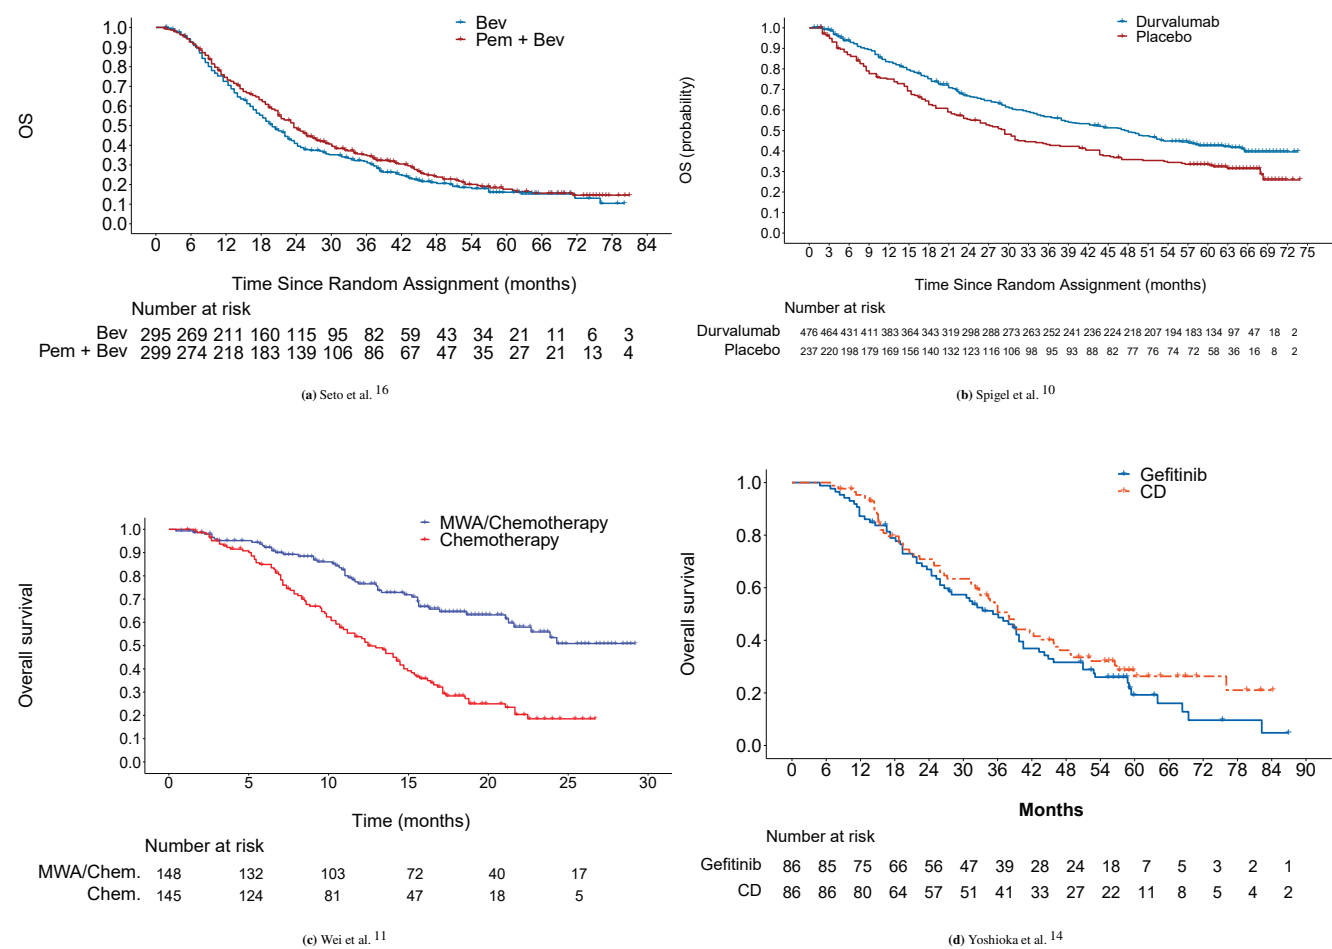 Bev
Pem + Bev
OS
1.0
0.9
0.8
0.7
0.6
0.5
0.4
0.3
0.2
0.1
0.0
0 6 12 18 24 30 36 42 48 54 60 66 72 78 84
Time Since Random Assignment (months)
Number at risk
Bev 295 269 211 160 115 95 82 59 43 34 21 11 6 3
Pem + Bev 299 274 218 183 139 106 86 67 47 35 27 21 13 4
(a) Seto et al. 16
Durvalumab
Placebo
OS (probability)
1.0
0.9
0.8
0.7
0.6
0.5
0.4
0.3
0.2
0.1
0.0
0 3 6 9 12 15 18 21 24 27 30 33 36 39 42 45 48 51 54 57 60 63 66 69 72 75
Time Since Random Assignment (months)
Number at risk
Durvalumab 476 464 431 411 383 364 343 319 298 288 273 263 252 241 236 224 218 207 194 183 134 97 47 18 2
Placebo 237 220 198 179 169 156 140 132 123 116 106 98 95 93 88 82 77 76 74 72 58 36 16 8 2
(b) Spigel et al. 10
MWA/Chemotherapy
Chemotherapy
Overall survival
1.0
0.9
0.8
0.7
0.6
0.5
0.4
0.3
0.2
0.1
0.0
0 5 10 15 20 25 30
Time (months)
Number at risk
MWA/Chem. 148 132 103 72 40 17
Chem. 145 124 81 47 18 5
(c) Wei et al. 11
Gefitinib
CD
Overall survival
1.0
0.8
0.6
0.4
0.2
0.0
0 6 12 18 24 30 36 42 48 54 60 66 72 78 84 90
Months
Number at risk
Gefitinib 86 85 75 66 56 47 39 28 24 18 7 5 3 2 1
CD 86 86 80 64 57 51 41 33 27 22 11 8 5 4 2
(d) Yoshioka et al. 14